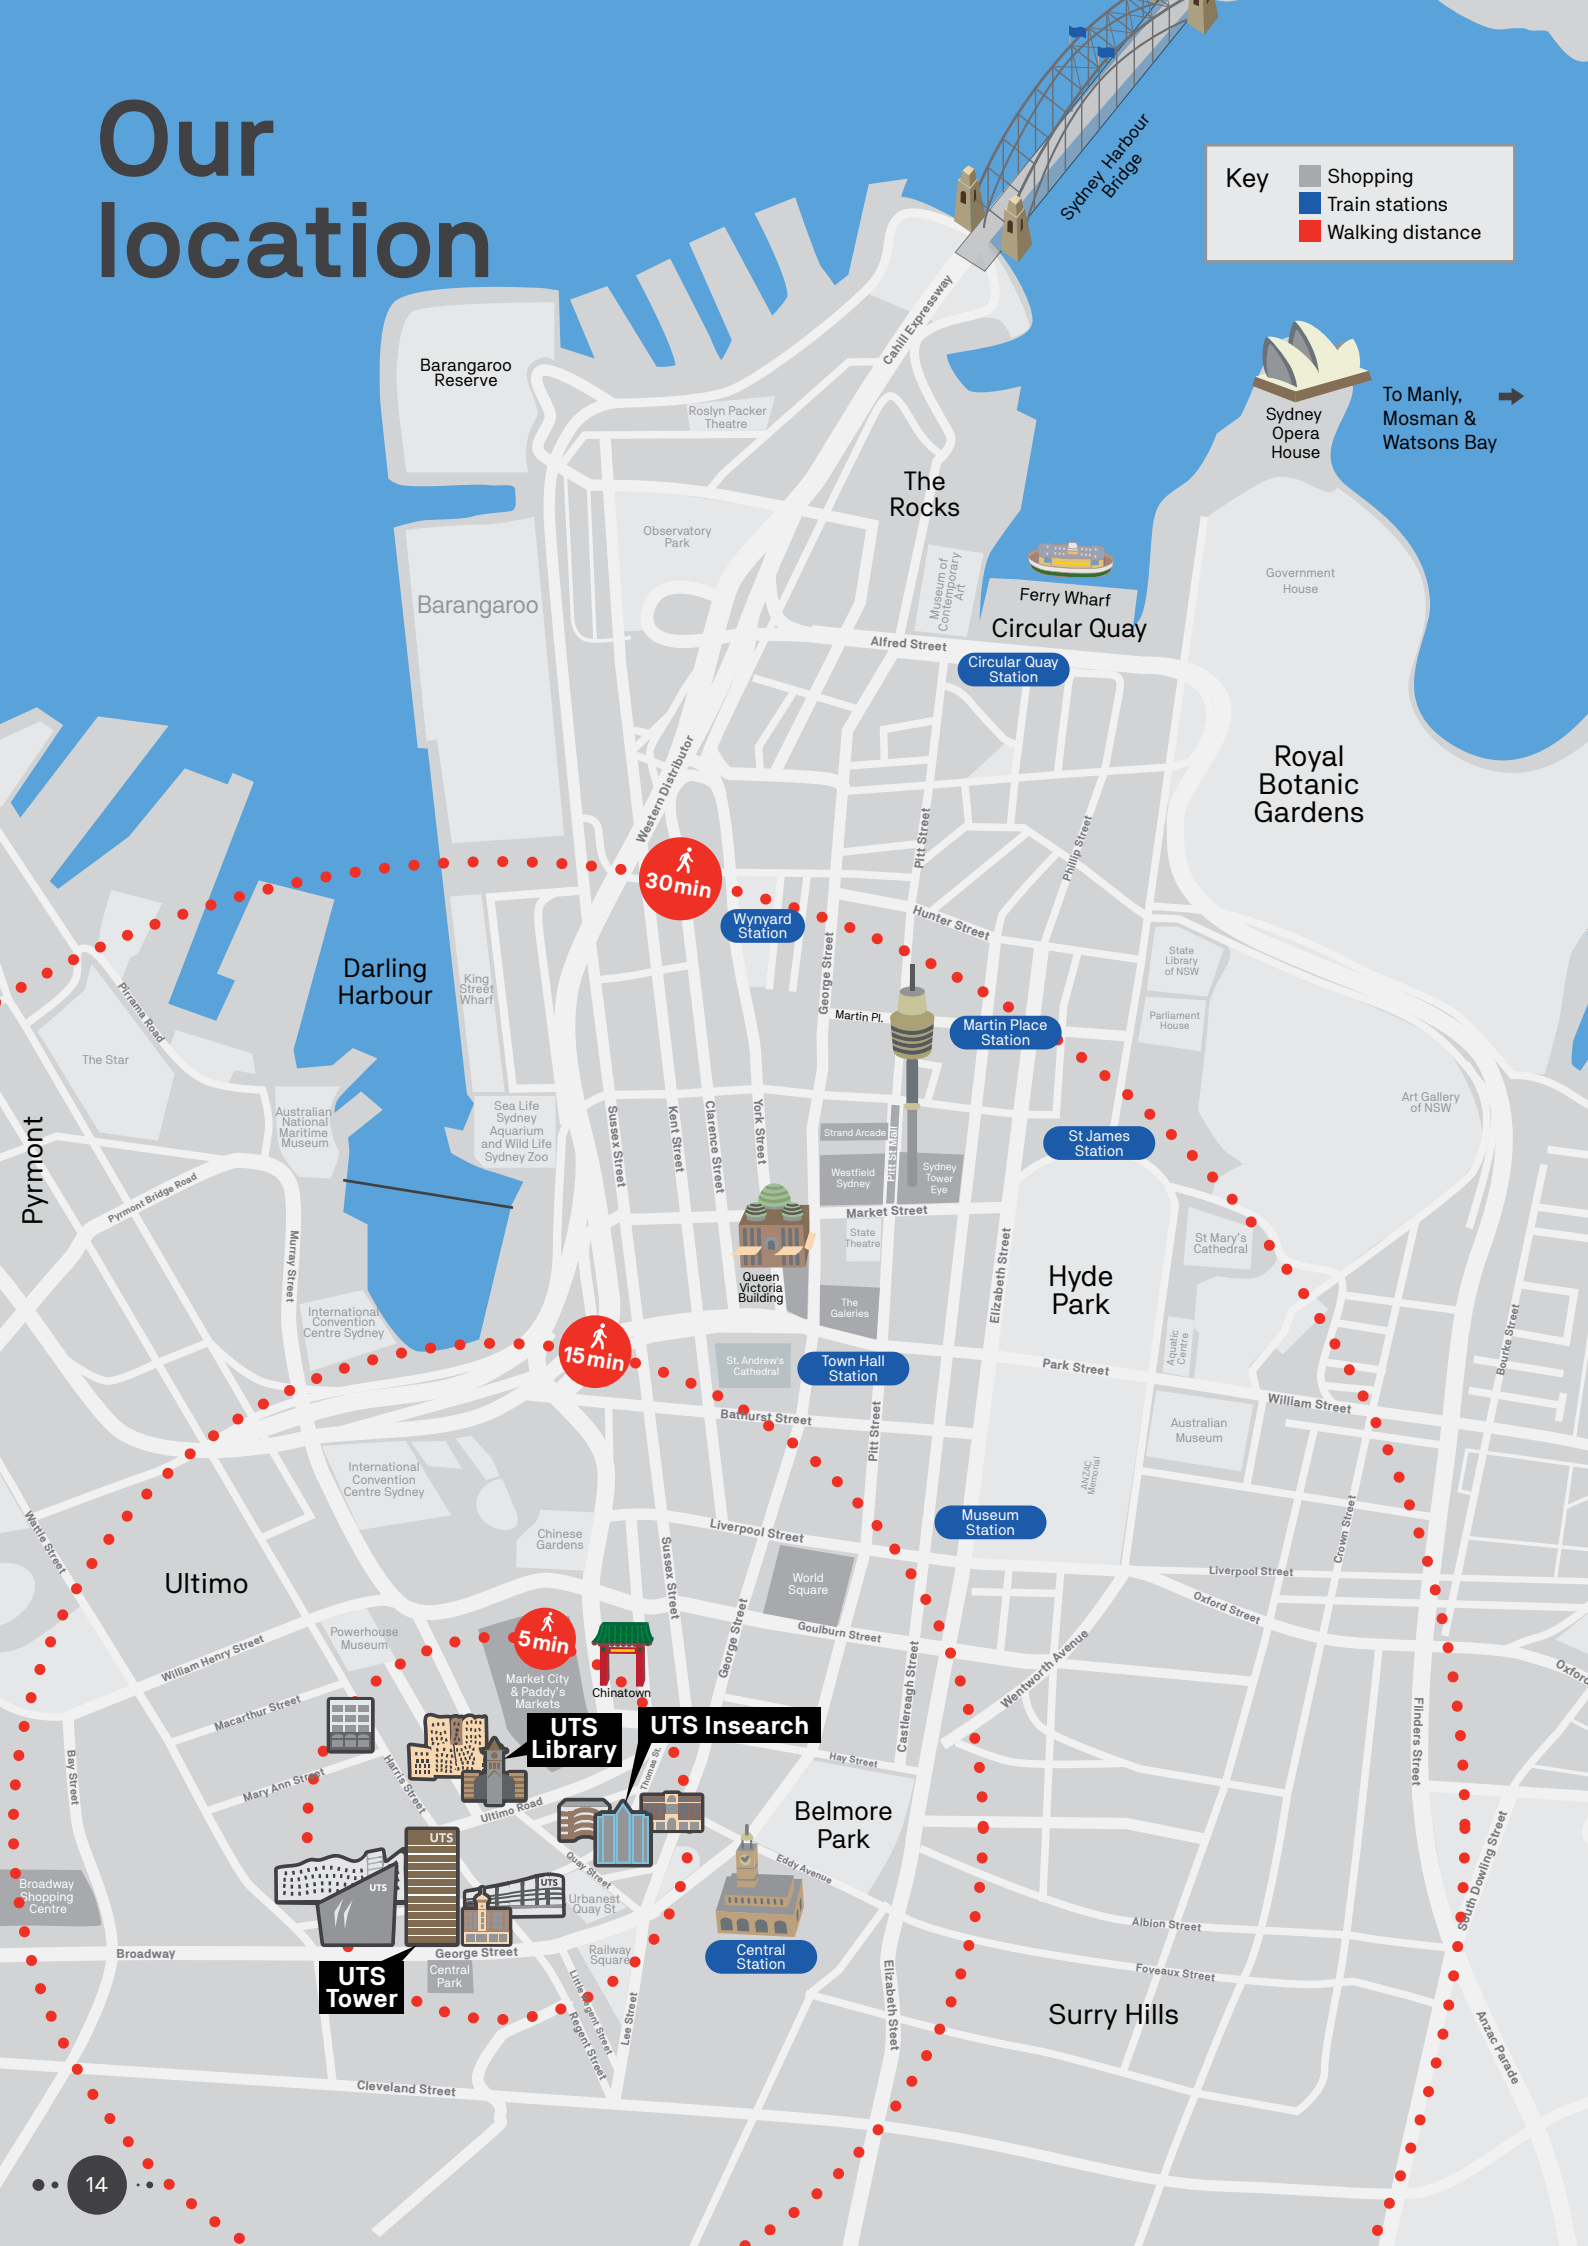 Our
location
Sydney Harbour
Bridge
Key
Shopping
Train stations
Walking distance
Cahill Expressway
Barangaroo
Reserve
Sydney
Opera
House
To Manly,
Mosman &
Watsons Bay
Roslyn Packer
Theatre
The
Rocks
Observatory
Park
Museum of
Contemporary
Art
Ferry Wharf
Circular Quay
Government
House
Barangaroo
Alfred Street
Circular Quay
Station
Western Distributor
Royal
Botanic
Gardens
Pitt Street
Phillip Street
30min
Wynyard
Station
Hunter Street
George Street
State
Library
of NSW
Darling
Harbour
King
Street
Wharf
Pirrama Road
Martin Pl.
Martin Place
Station
Parliament
House
The Star
Pyrmont
Australian
National
Maritime
Museum
Sea Life
Sydney
Aquarium
and Wild Life
Sydney Zoo
Sussex Street
Kent Street
Clarence Street
York Street
Strand Arcade
Pitt St Mall
Westfield
Sydney
Sydney
Tower
Eye
St James
Station
Art Gallery
of NSW
Pyrmont Bridge Road
Murray Street
Market Street
State
Theatre
Elizabeth Street
St Mary's
Cathedral
Queen
Victoria
Building
The
Galeries
Hyde
Park
International
Convention
Centre Sydney
15min
St. Andrew's
Cathedral
Town Hall
Station
Park Street
Aquatic
Centre
Bourke Street
William Street
Bathurst Street
Pitt Street
Australian
Museum
International
Convention
Centre Sydney
ANZAC
Memorial
Wattle Street
Chinese
Gardens
Liverpool Street
Museum
Station
Crown Street
Ultimo
Sussex Street
World
Square
Liverpool Street
Oxford Street
William Henry Street
Powerhouse
Museum
5min
Market City
& Paddy's
Markets
Chinatown
George Street
Goulburn Street
Castlereagh Street
Wentworth Avenue
Oxford
Macarthur Street
UTS
Library
UTS Insearch
Flinders Street
Bay Street
Mary Ann Street
Harris Street
Ultimo Road
Thomas St.
Hay Street
Belmore
Park
UTS
UTS
UTS
Quay Street
Eddy Avenue
South Dowling Street
Broadway
Shopping
Centre
Urbanest
Quay St
Albion Street
Broadway
George Street
Railway
Square
Central
Station
UTS
Tower
Central
Park
Little Regent Street
Regent Street
Lee Street
Elizabeth Steet
Foveaux Street
Surry Hills
Anzac Parade
Cleveland Street
14